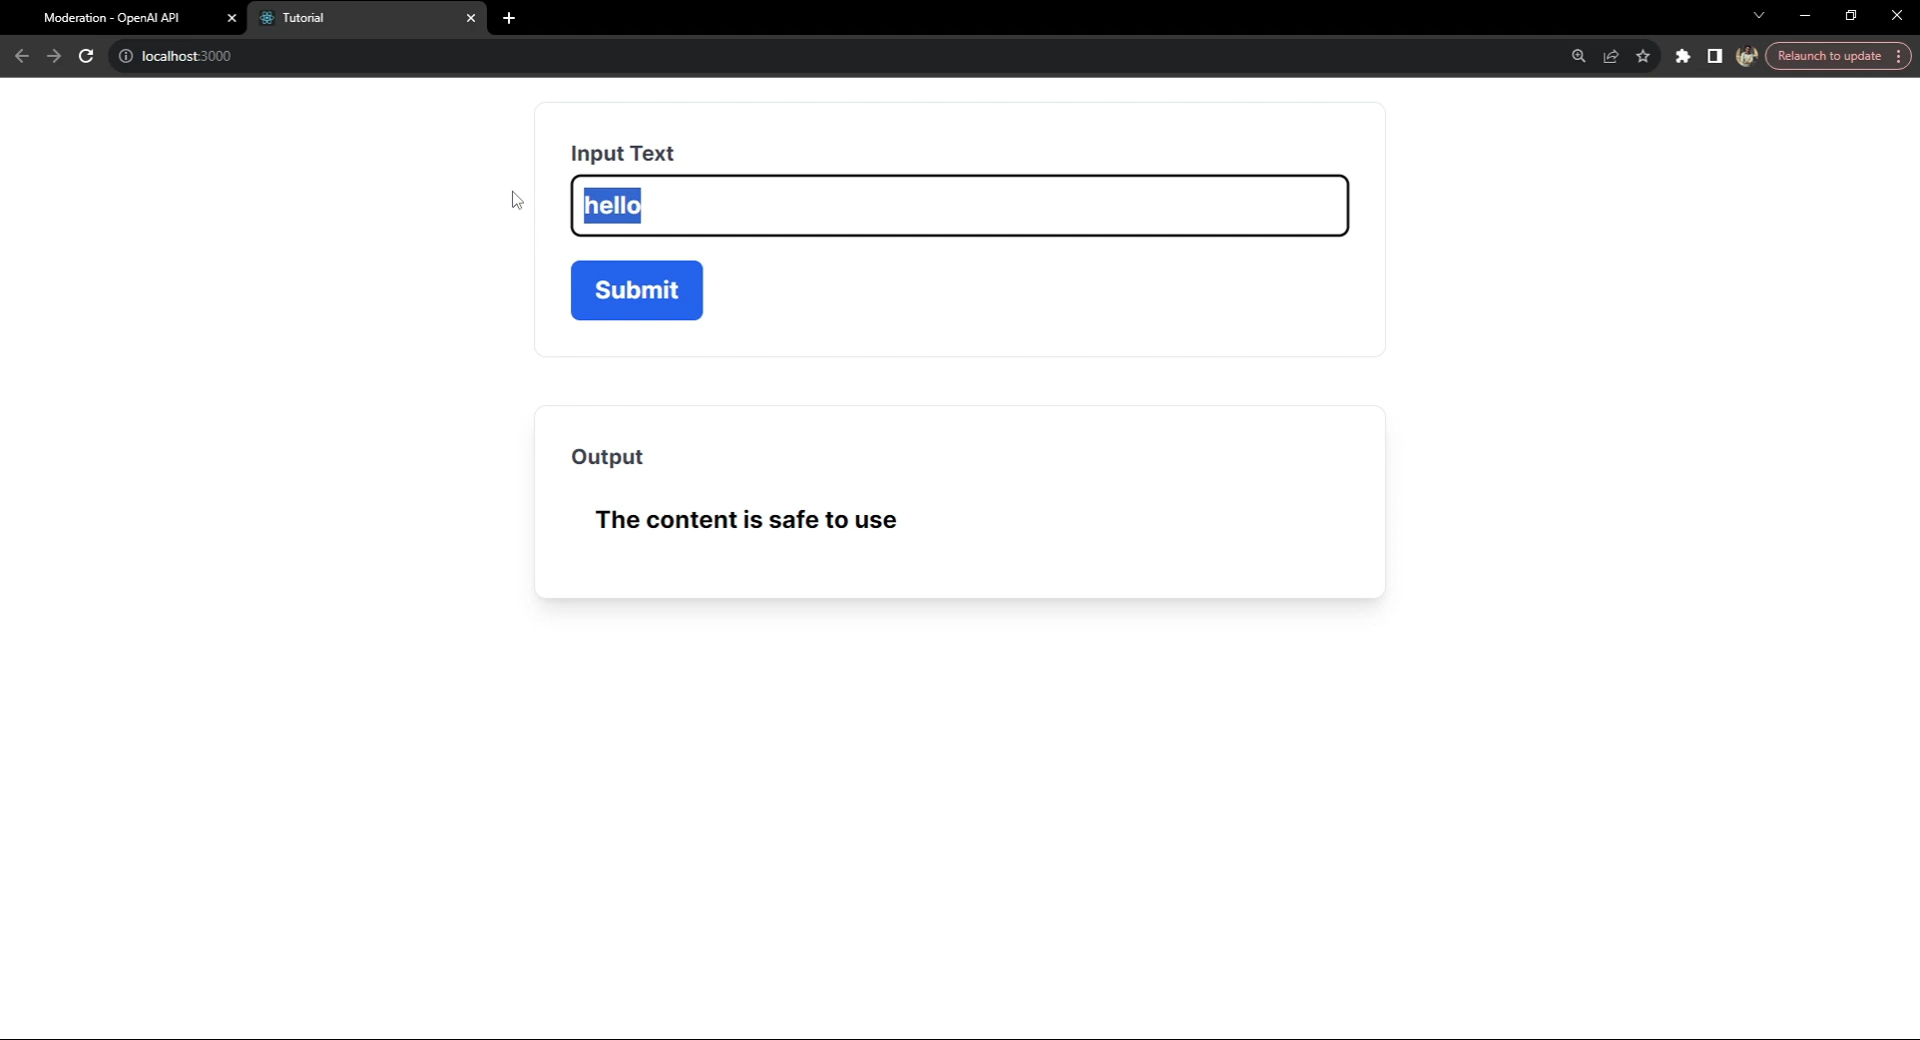 Moderation - OpenAI API
Tutorial
localhost:3000
Relaunch to update
Input Text
hello
Submit
Output
The content is safe to use